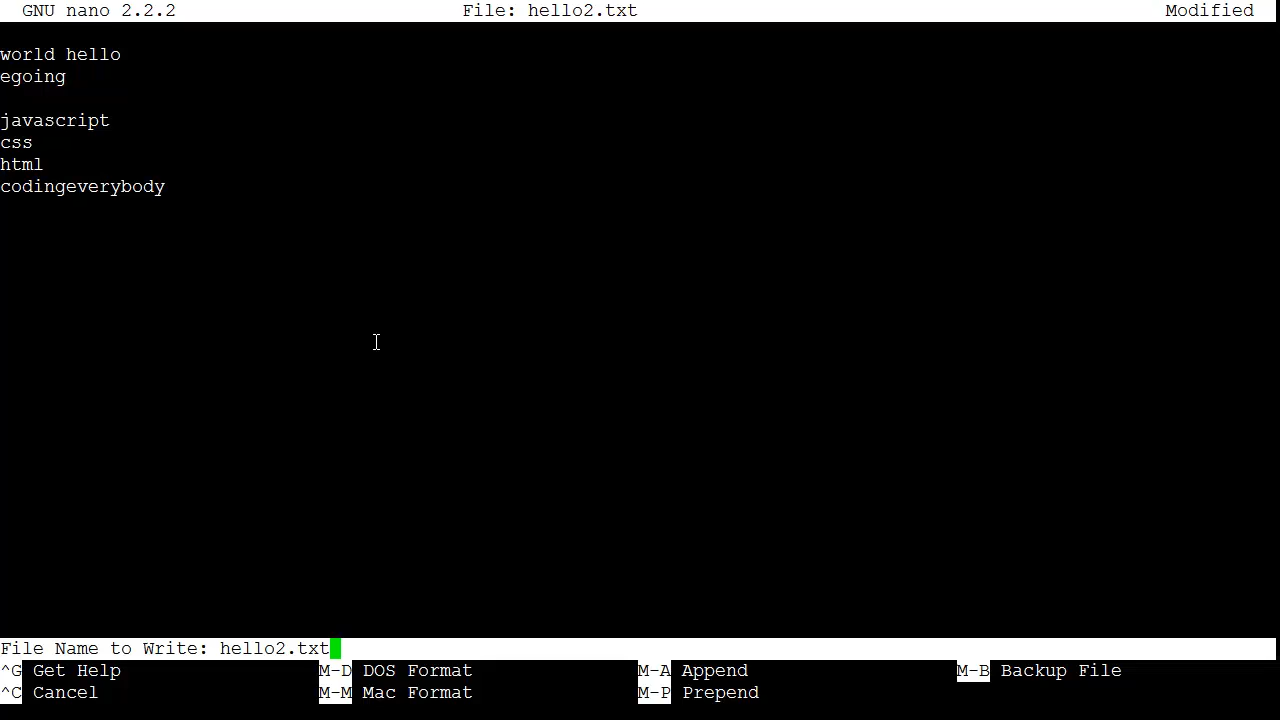 GNU nano 2.2.2 File: hello2.txt Modified
world hello
egoing
javascript
css
html
codingeverybody
File Name to Write: hello2.txt
^G Get Help M-D DOS Format M-A Append M-B Backup File
^C Cancel M-M Mac Format M-P Prepend